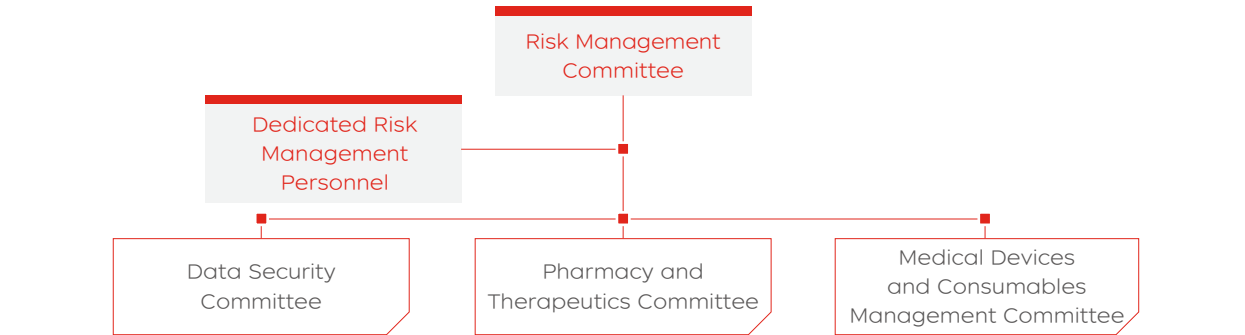 Risk Management
Committee
Dedicated Risk
Management
Personnel
Data Security
Committee
Pharmacy and
Therapeutics Committee
Medical Devices
and Consumables
Management Committee